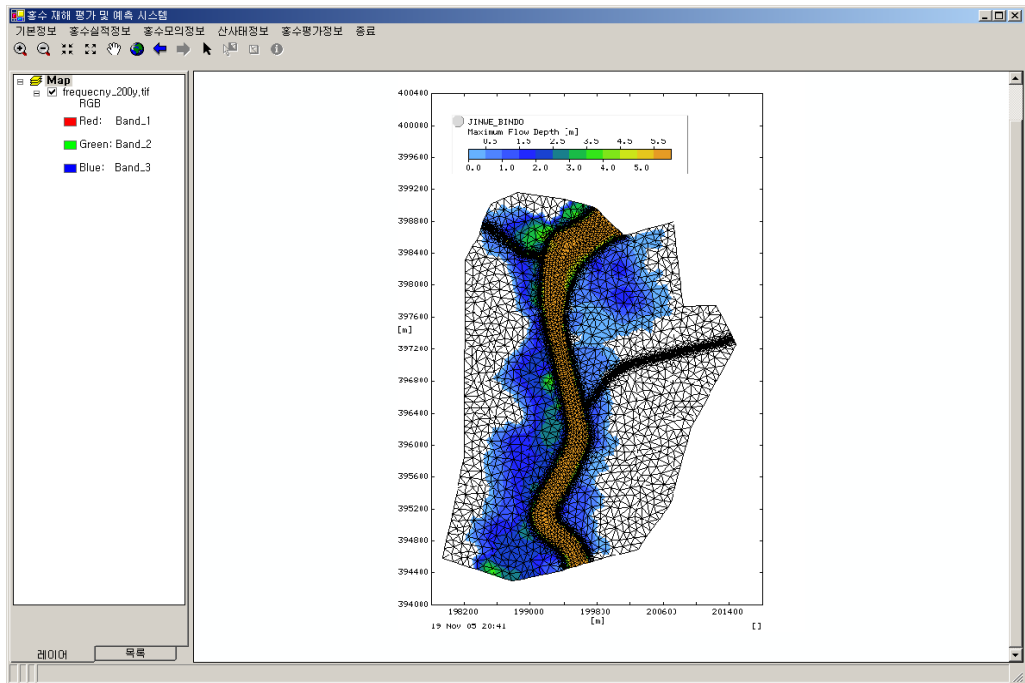 홍수 재해 평가 및 예측 시스템
기본정보 홍수실적정보 홍수모의정보 산사태정보 홍수평가정보 종료
Map
frequecny_200y.tif
RGB
Red: Band_1
Green: Band_2
Blue: Band_3
레이어 목록
JINWE_BINDO
Maximum Flow Depth [m]
0.5 1.5 2.5 3.5 4.5 5.5
0.0 1.0 2.0 3.0 4.0 5.0
400400
400000
399600
399200
398800
398400
398000
397600
[m]
397200
396800
396400
396000
395600
395200
394800
394400
394000
198200 199000 199800 200600 201400
[m]
19 Nov 05 20:41 []